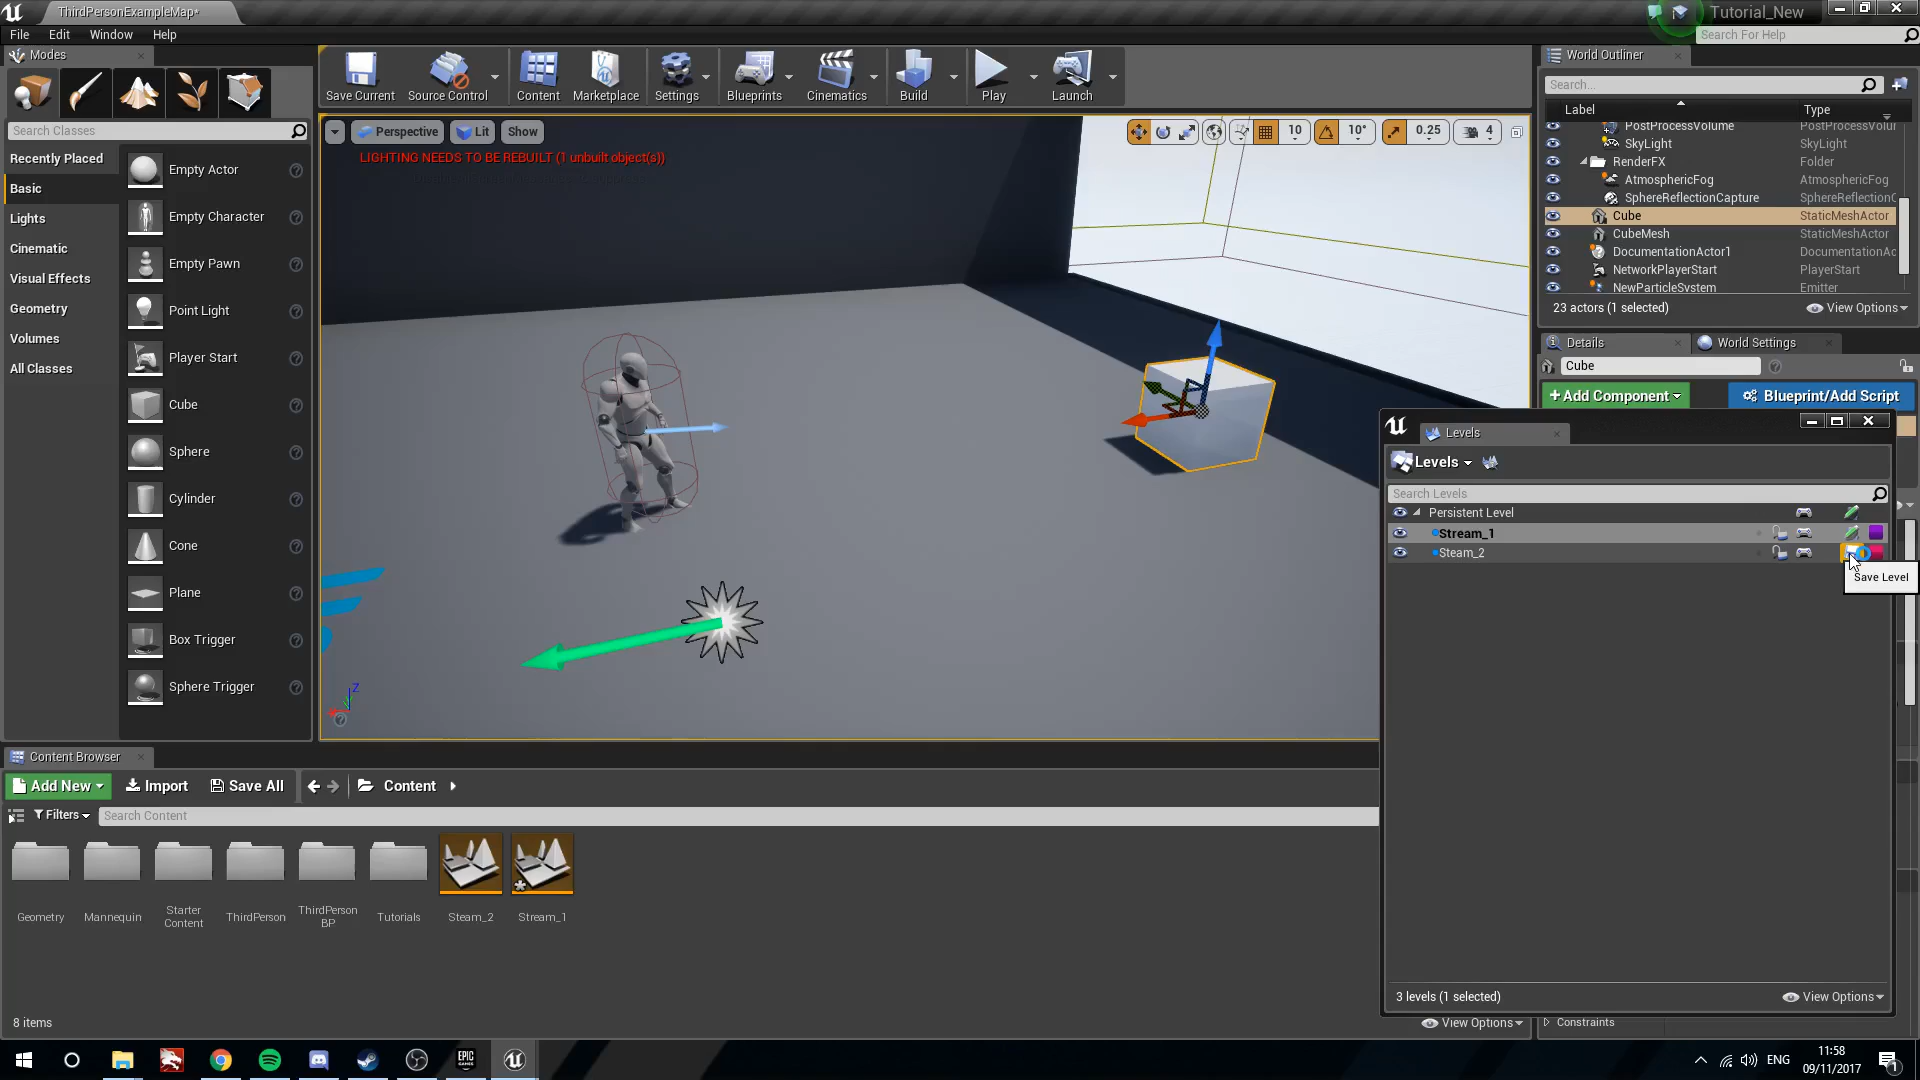 ThirdPersonExampleMap*
Tutorial_New
File Edit Window Help
Search For Help
Modes
Save Current
Source Control
Content
Marketplace
Settings
Blueprints
Cinematics
Build
Play
Launch
World Outliner
Search...
Label
Type
PostProcessVolume
PostProcessVolu
SkyLight
SkyLight
RenderFX
Folder
AtmosphericFog
AtmosphericFog
SphereReflectionCapture
SphereReflectionC
Cube
StaticMeshActor
CubeMesh
StaticMeshActor
DocumentationActor1
DocumentationAc
NetworkPlayerStart
PlayerStart
NewParticleSystem
Emitter
23 actors (1 selected)
View Options
Search Classes
Recently Placed
Basic
Lights
Cinematic
Visual Effects
Geometry
Volumes
All Classes
Empty Actor
Empty Character
Empty Pawn
Point Light
Player Start
Cube
Sphere
Cylinder
Cone
Plane
Box Trigger
Sphere Trigger
Perspective
Lit
Show
10
10°
0.25
4
LIGHTING NEEDS TO BE REBUILT (1 unbuilt object(s))
Z
Details
World Settings
Cube
+Add Component
Blueprint/Add Script
Levels
Levels
Search Levels
Persistent Level
Stream_1
Steam_2
Save Level
3 levels (1 selected)
View Options
Constraints
Content Browser
Add New
Import
Save All
Content
Filters
Search Content
Geometry
Mannequin
Starter
Content
ThirdPerson
ThirdPerson
BP
Tutorials
Steam_2
Stream_1
8 items
View Options
EPIC
GAMES
ENG
11:58
09/11/2017
1